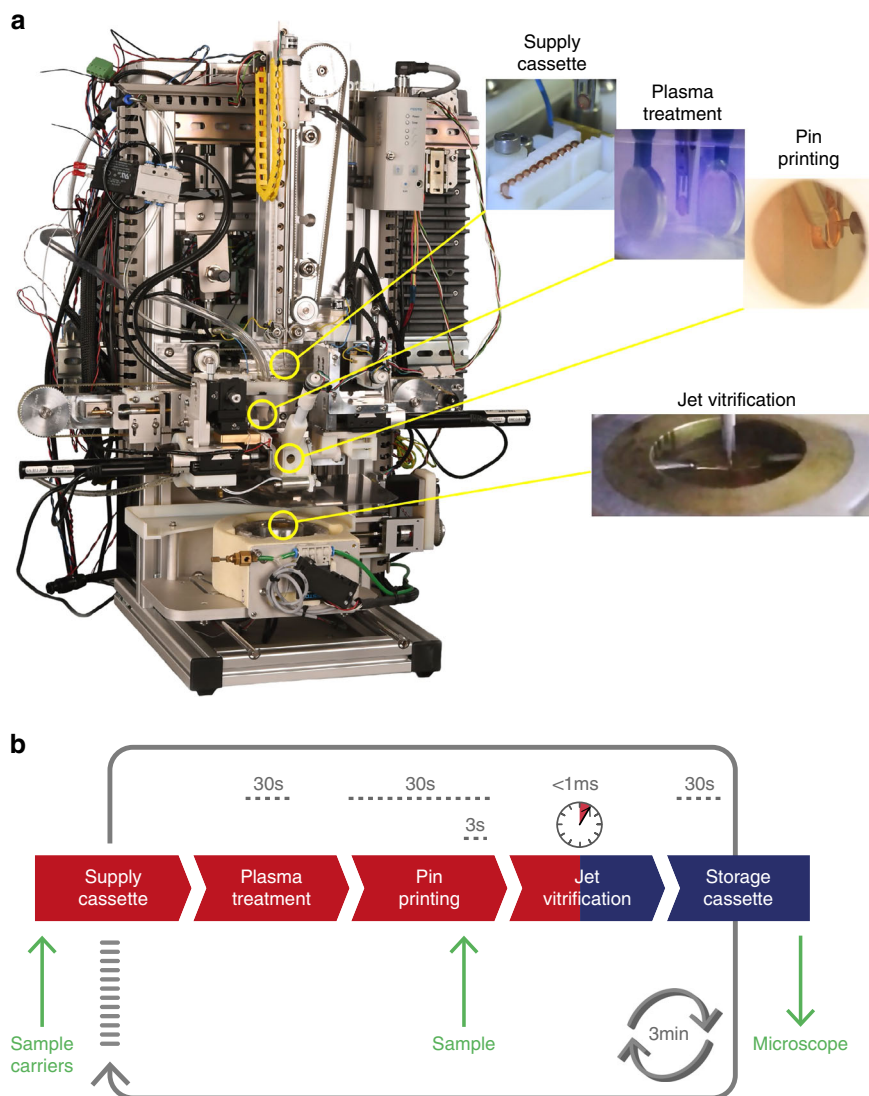 a
Supply
cassette
Plasma
treatment
Pin
printing
Jet vitrification
b
30s
30s
<1ms
30s
3s
Supply
cassette
Plasma
treatment
Pin
printing
Jet
vitrification
Storage
cassette
3min
Sample
carriers
Sample
Microscope